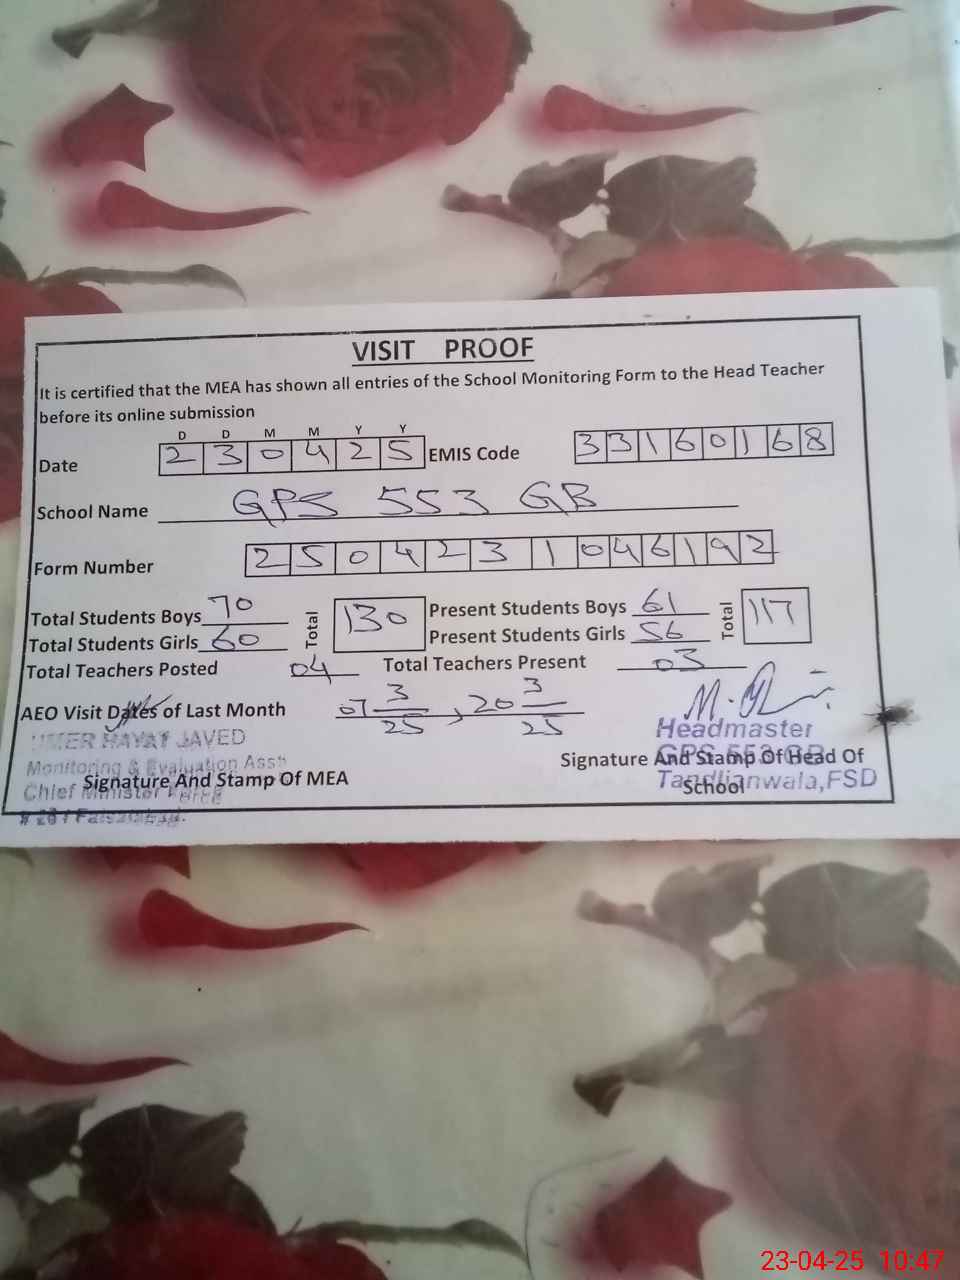 VISIT PROOF
It is certified that the MEA has shown all entries of the School Monitoring Form to the Head Teacher
before its online submission
D D M M Y Y
Date 2 3 0 4 2 5 EMIS Code 3 3 1 6 0 1 6 8
School Name GPS 553 GB
Form Number 2 5 0 4 2 3 1 0 4 6 1 9 2
Total Students Boys 70 Total 130 Present Students Boys 61 Total 117
Total Students Girls 60 Present Students Girls 56
Total Teachers Posted 04 Total Teachers Present 03
AEO Visit Dates of Last Month 07 3/25, 20 3/25
UMER HAYAT JAVED
Monitoring & Evaluation Asst
Chief Minister Force
Signature And Stamp Of MEA
Headmaster
GPS 553 GB
Tandlianwala,FSD
Signature And Stamp Of Head Of
School
23-04-25 10:47